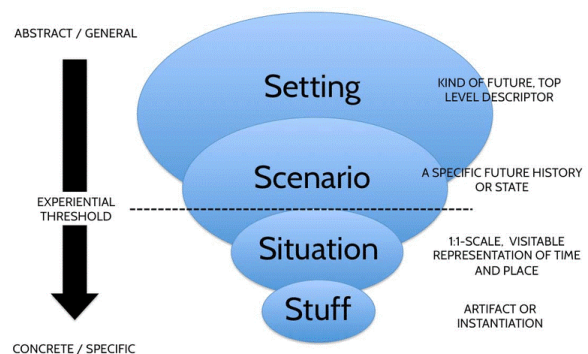 ABSTRACT / GENERAL
Setting
KIND OF FUTURE, TOP
LEVEL DESCRIPTOR
Scenario
A SPECIFIC FUTURE HISTORY
OR STATE
EXPERIENTIAL
THRESHOLD
Situation
1:1-SCALE, VISITABLE
REPRESENTATION OF TIME
AND PLACE
Stuff
ARTIFACT OR
INSTANTIATION
CONCRETE / SPECIFIC